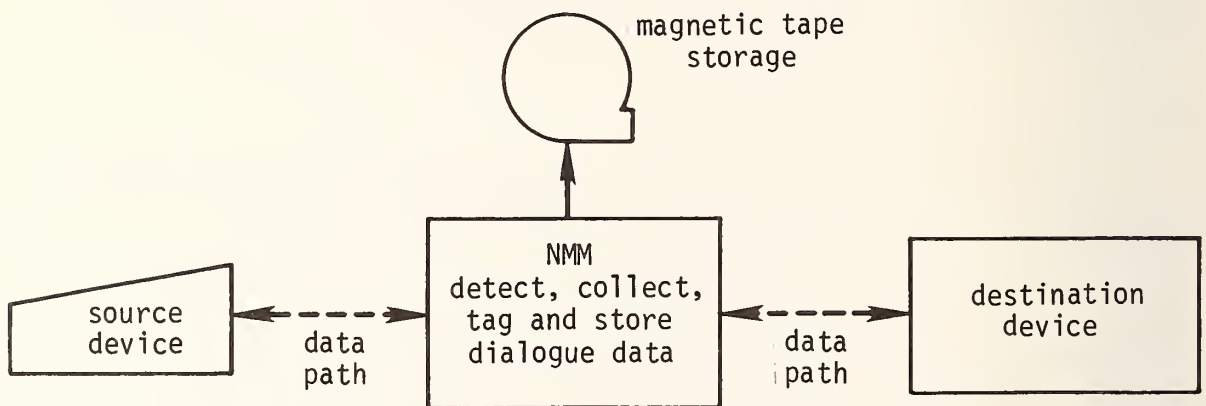 magnetic tape
storage
NMM
detect, collect,
tag and store
dialogue data
source
device
data
path
data
path
destination
device